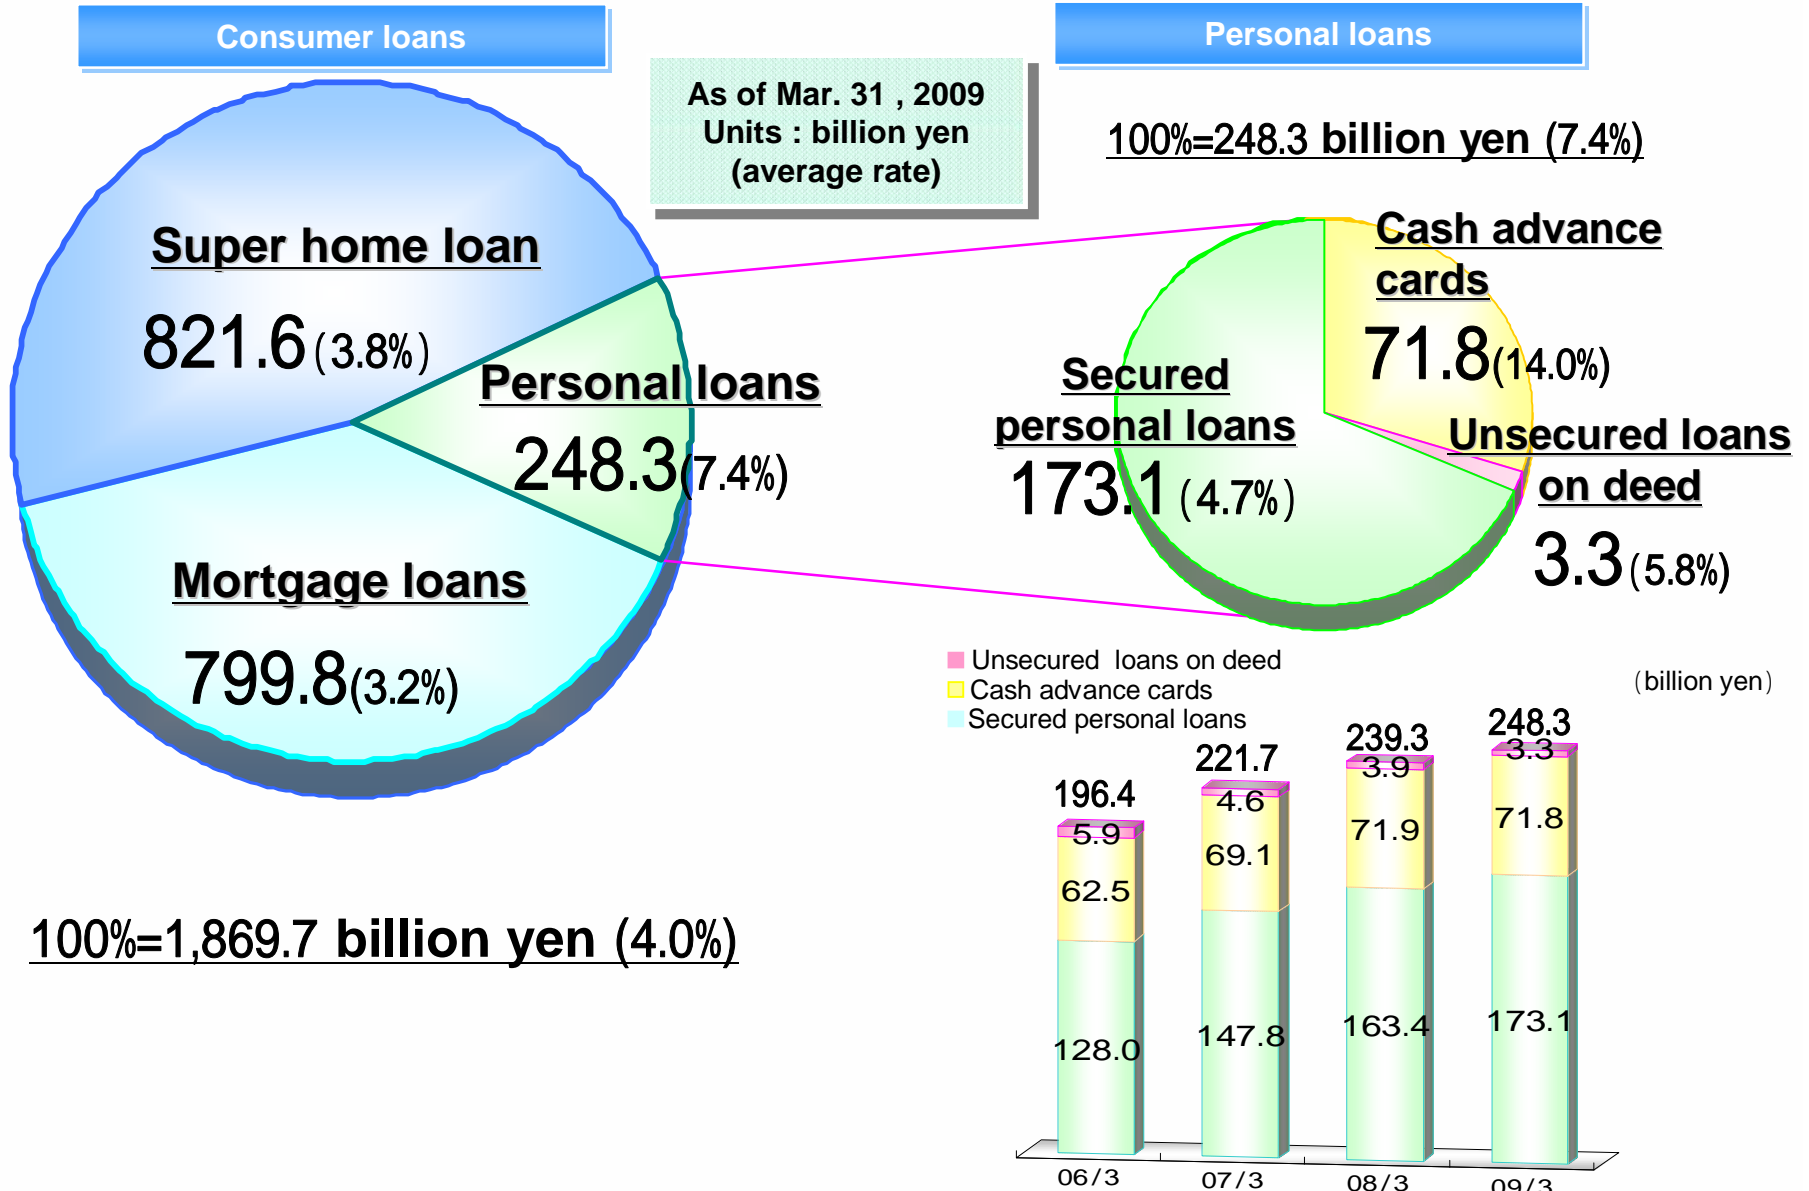 Consumer loans
Personal loans
As of Mar. 31 , 2009
Units : billion yen
(average rate)
100%=248.3 billion yen (7.4%)
Super home loan
821.6 (3.8%)
Personal loans
248.3(7.4%)
Mortgage loans
799.8(3.2%)
100%=1,869.7 billion yen (4.0%)
Cash advance
cards
71.8(14.0%)
Secured
personal loans
173.1 (4.7%)
Unsecured loans
on deed
3.3 (5.8%)
Unsecured loans on deed
Cash advance cards
Secured personal loans
(billion yen)
196.4
221.7
239.3
248.3
5.9
4.6
3.9
3.3
62.5
69.1
71.9
71.8
128.0
147.8
163.4
173.1
06/3
07/3
08/3
09/3